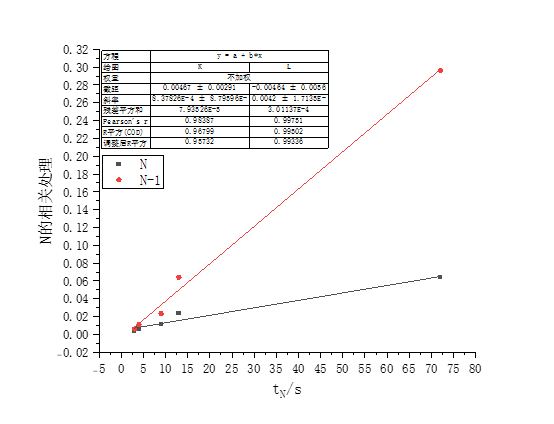 0.32
0.30
0.28
0.26
0.24
0.22
0.20
0.18
0.16
0.14
0.12
0.10
0.08
0.06
0.04
0.02
0.00
-0.02
N的相关处理
方程 y = a + b*x
绘图 K L
权重 不加权
截距 0.00467 ± 0.00291 -0.00464 ± 0.0056
斜率 8.37826E-4 ± 8.79596E- 0.0042 ± 1.7135E-
残差平方和 7.93526E-5 3.01137E-4
Pearson's r 0.98387 0.99751
R平方(COD) 0.96799 0.99502
调整后R平方 0.95732 0.99336
N
N-1
-5 0 5 10 15 20 25 30 35 40 45 50 55 60 65 70 75 80
tN/s